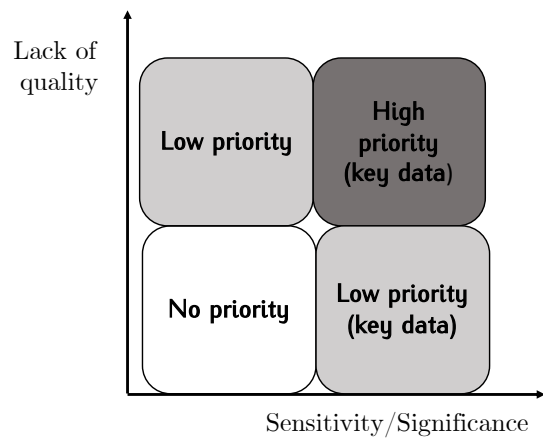 Lack of
quality
Low priority
High
priority
(key data)
No priority
Low priority
(key data)
Sensitivity/Significance